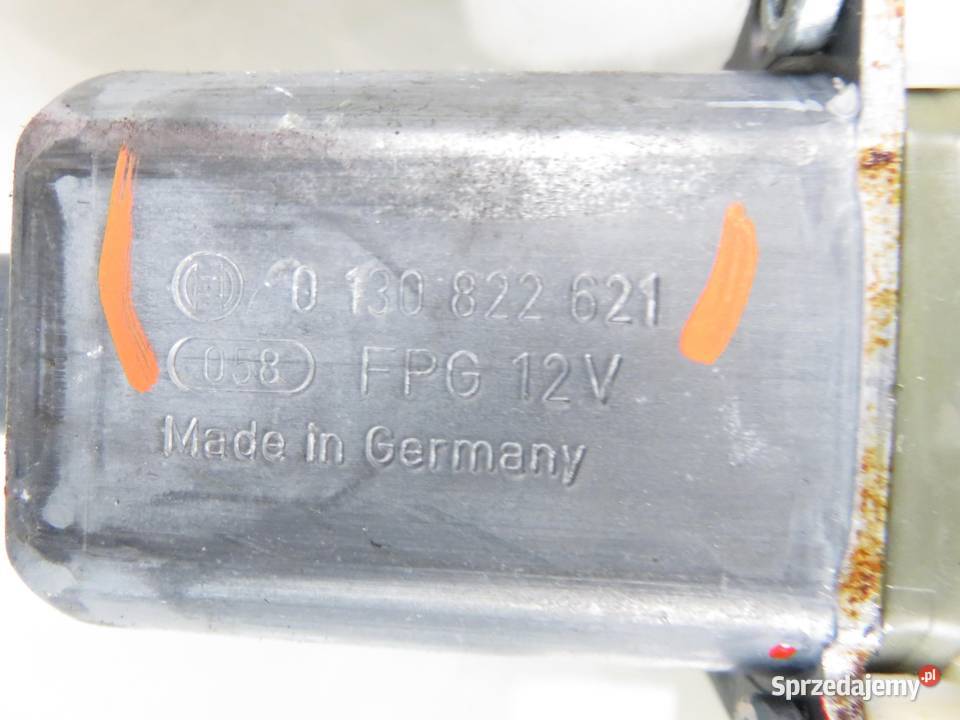 0 130 822 621
058 FPG 12V
Made in Germany
Sprzedajemy.pl